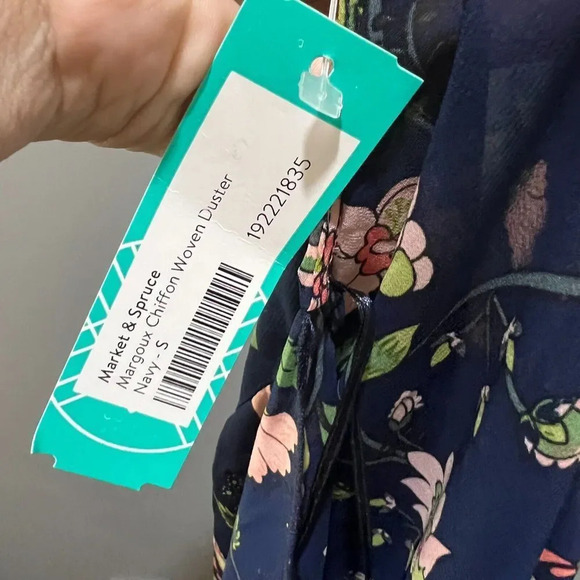 Market & Spruce
Margoux Chiffon Woven Duster
Navy - S
192221835